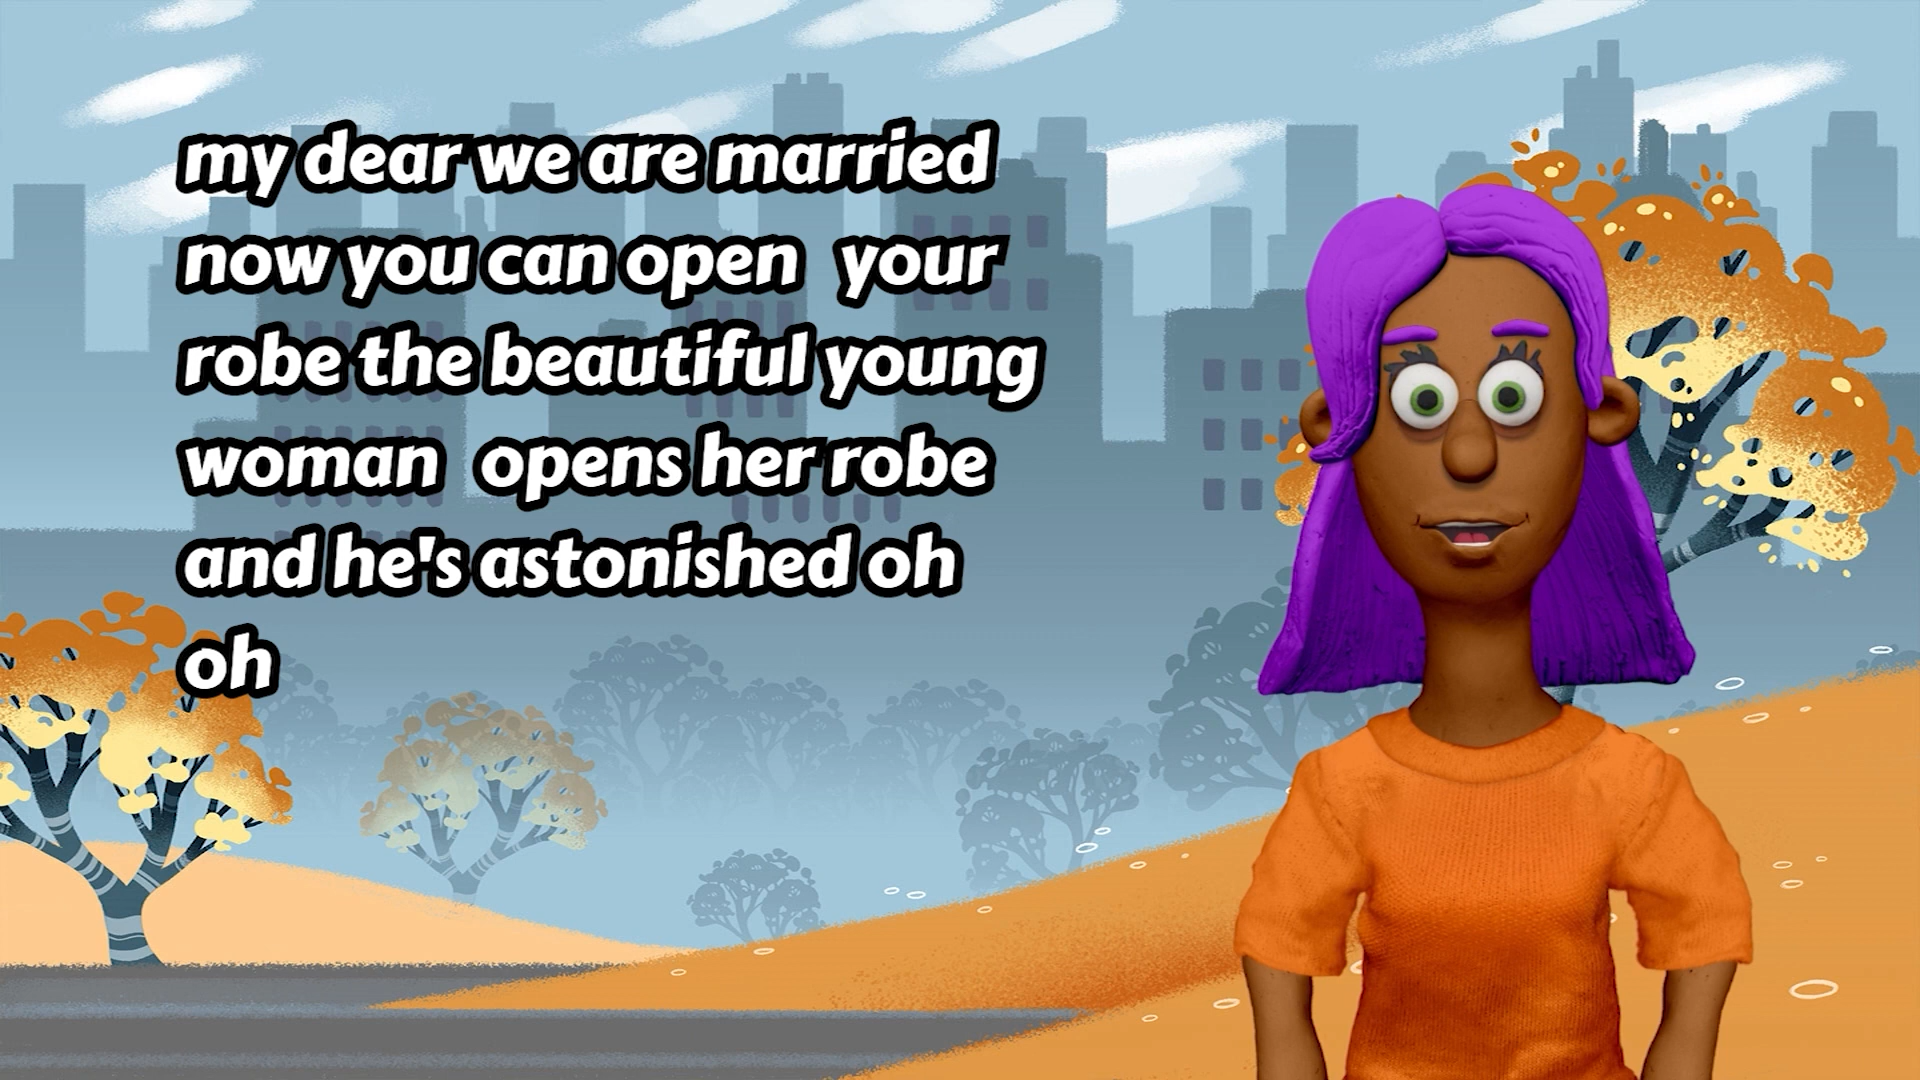 my dear we are married
now you can open your
robe the beautiful young
woman opens her robe
and he's astonished oh
oh